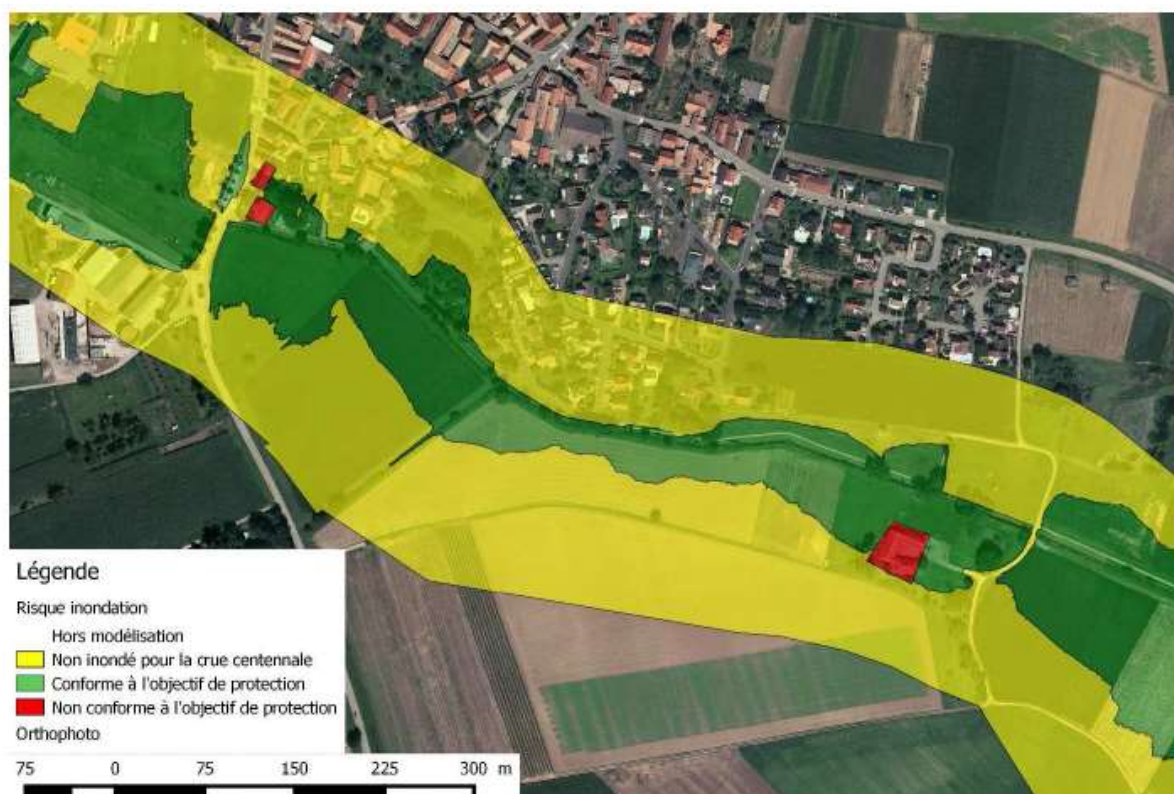 Légende
Risque inondation
Hors modélisation
Non inondé pour la crue centennale
Conforme à l'objectif de protection
Non conforme à l'objectif de protection
Orthophoto
75 0 75 150 225 300 m